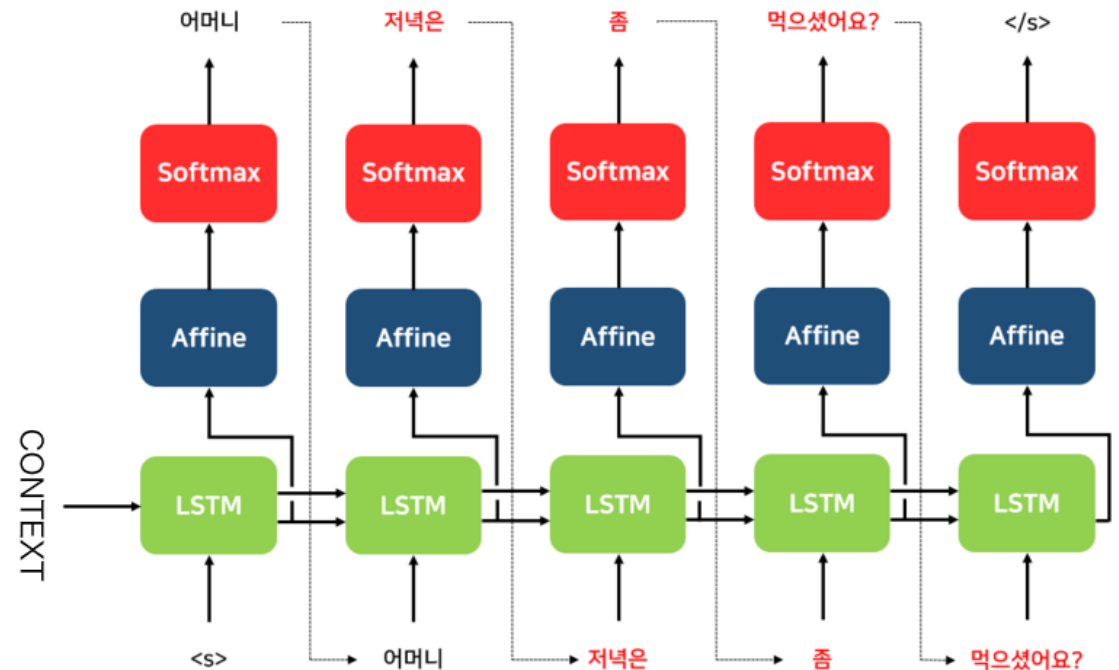 어머니 저녁은 좀 먹으셨어요? </s>
Softmax Softmax Softmax Softmax Softmax
Affine Affine Affine Affine Affine
CONTEXT
LSTM LSTM LSTM LSTM LSTM
<s> 어머니 저녁은 좀 먹으셨어요?